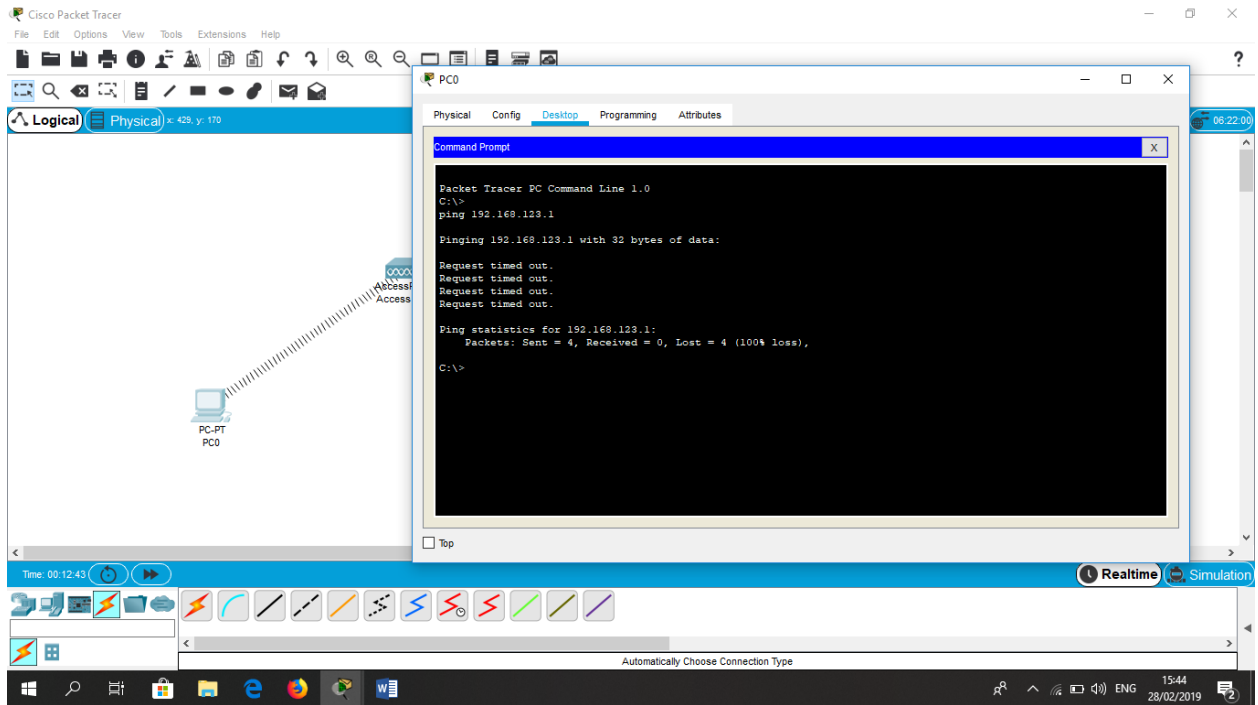 Cisco Packet Tracer
File Edit Options View Tools Extensions Help
?
PC0
Logical
Physical
x: 429, y: 170
06:22:00
Physical Config Desktop Programming Attributes
Command Prompt
X
Packet Tracer PC Command Line 1.0
C:\>
ping 192.168.123.1
Pinging 192.168.123.1 with 32 bytes of data:
Request timed out.
Request timed out.
Request timed out.
Request timed out.
Ping statistics for 192.168.123.1:
Packets: Sent = 4, Received = 0, Lost = 4 (100% loss),
C:\>
Access
PC-PT
PC0
Top
Time: 00:12:43
Realtime
Simulation
Automatically Choose Connection Type
ENG
15:44
28/02/2019
2